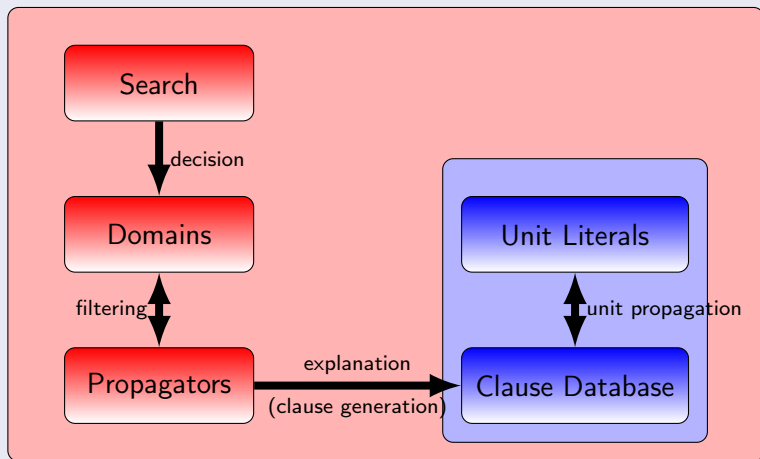 Search
decision
Domains
Unit Literals
filtering
unit propagation
Propagators
explanation
(clause generation)
Clause Database